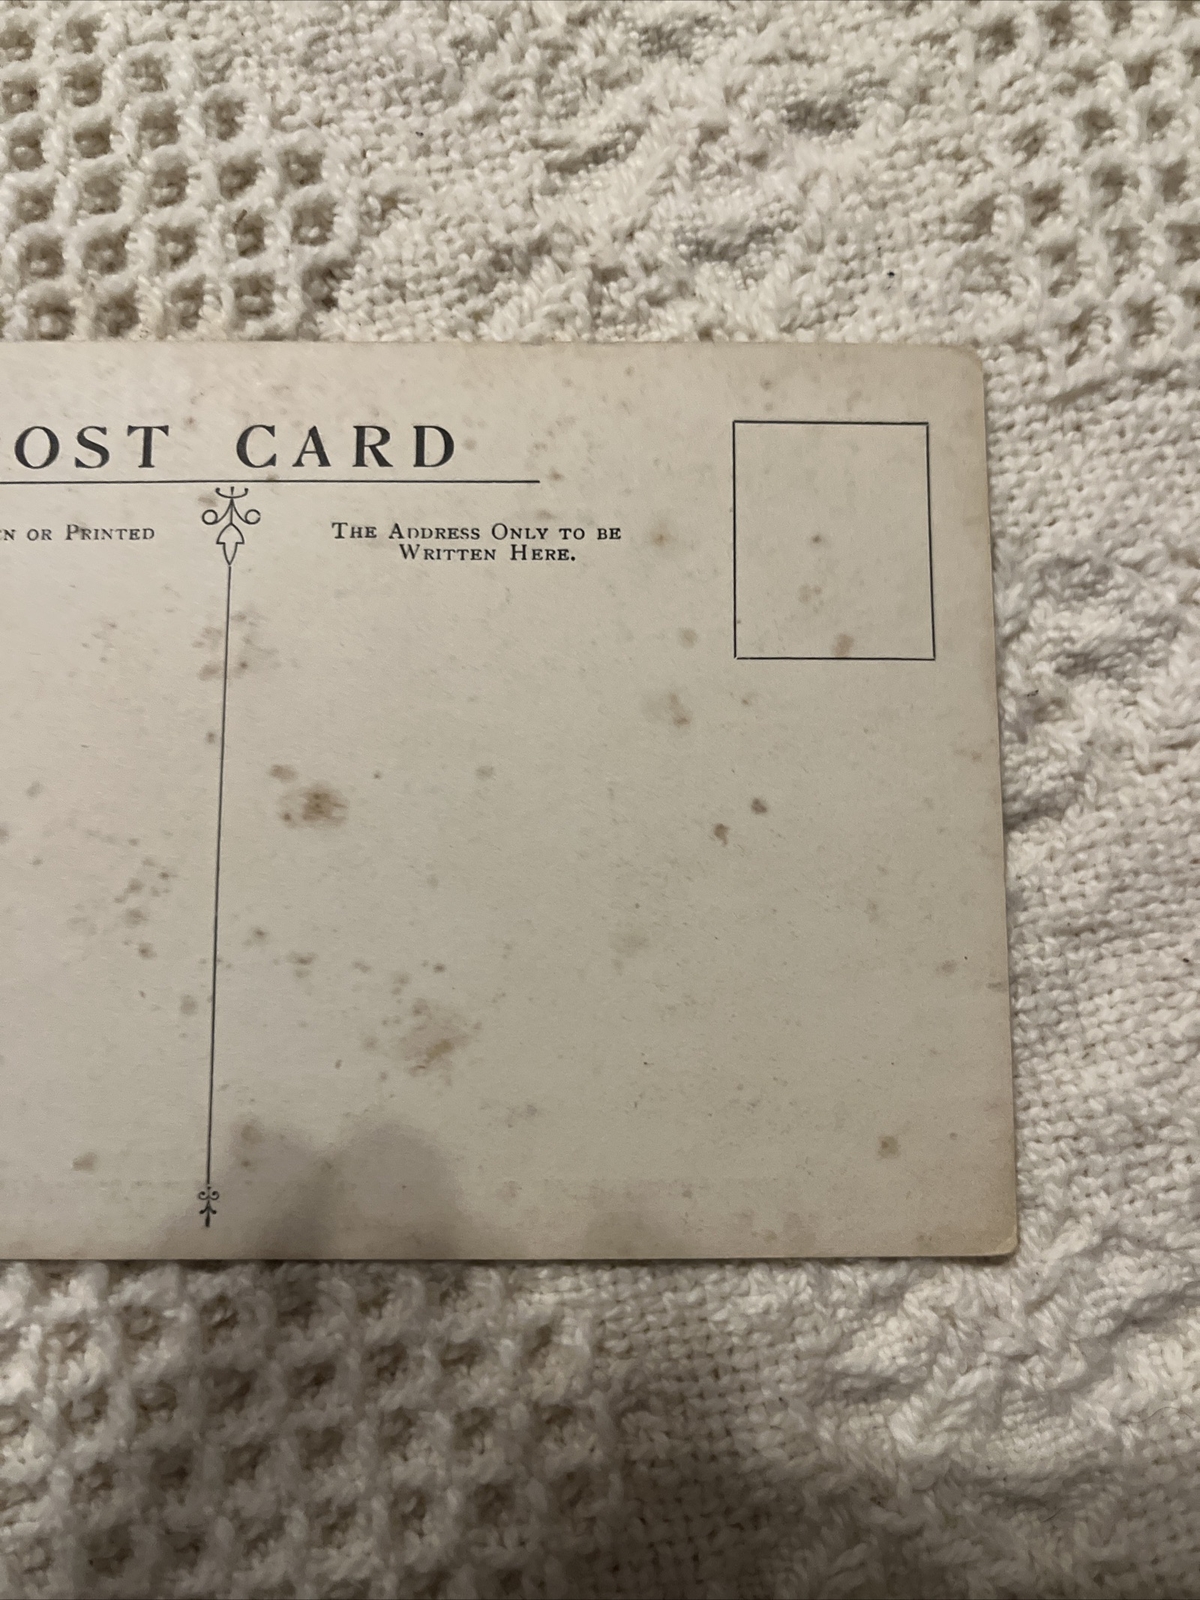 OST CARD
N OR PRINTED
THE ADDRESS ONLY TO BE
WRITTEN HERE.